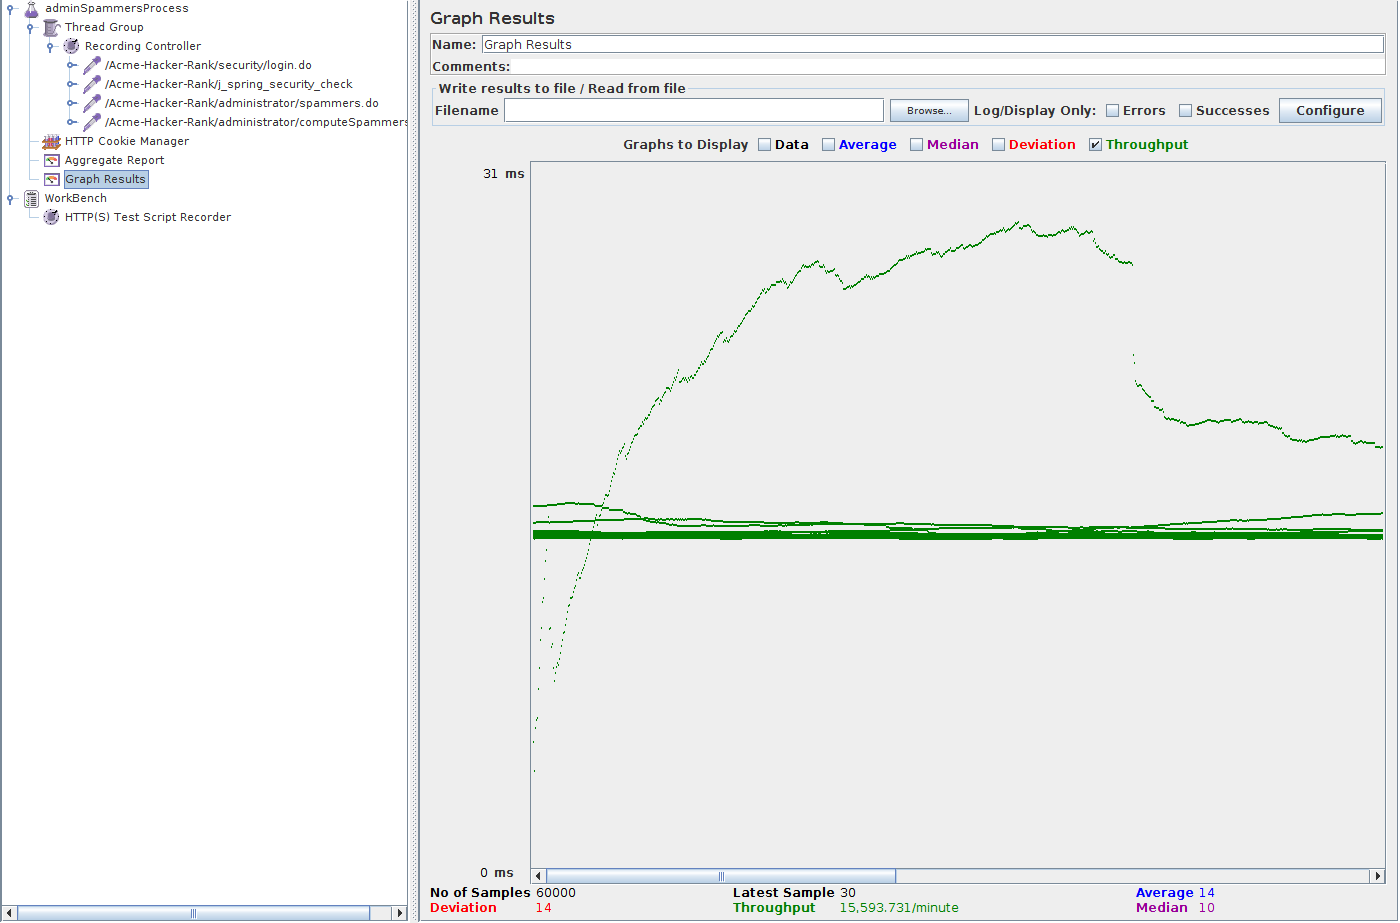 adminSpammersProcess
Thread Group
Recording Controller
/Acme-Hacker-Rank/security/login.do
/Acme-Hacker-Rank/j_spring_security_check
/Acme-Hacker-Rank/administrator/spammers.do
/Acme-Hacker-Rank/administrator/computeSpammers
HTTP Cookie Manager
Aggregate Report
Graph Results
WorkBench
HTTP(S) Test Script Recorder
Graph Results
Name: Graph Results
Comments:
Write results to file / Read from file
Filename Browse... Log/Display Only: Errors Successes Configure
Graphs to Display Data Average Median Deviation Throughput
31 ms
0 ms
No of Samples 60000 Latest Sample 30 Average 14
Deviation 14 Throughput 15,593.731/minute Median 10